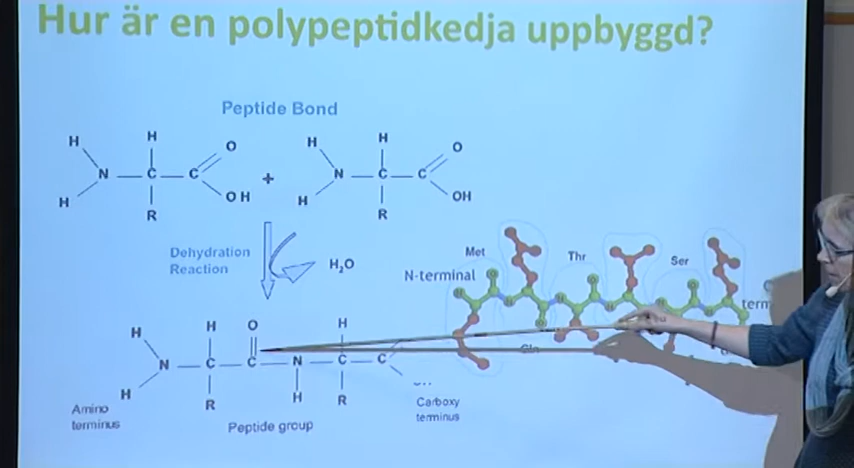 Hur är en polypeptidkedja uppbyggd?
Peptide Bond
H H O H H O
N C C + N C C
H R OH H R OH
Dehydration
Reaction
H₂O
Met Thr Ser
N-terminal
term
H H O H
N C C N C C
H R H R
Amino
terminus
Peptide group
Carboxy
terminus